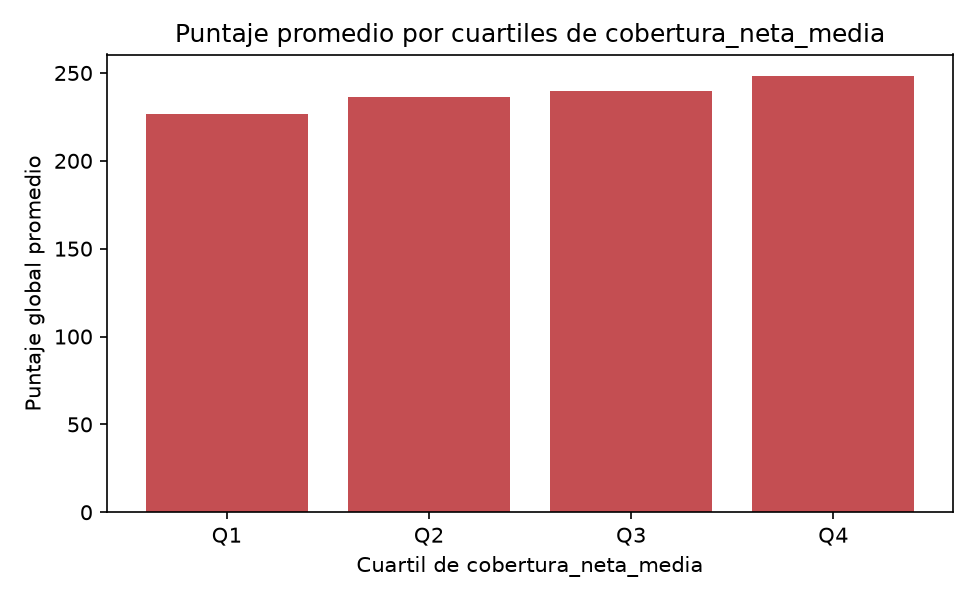 Puntaje promedio por cuartiles de cobertura_neta_media
Puntaje global promedio
250
200
150
100
50
0
Q1 Q2 Q3 Q4
Cuartil de cobertura_neta_media